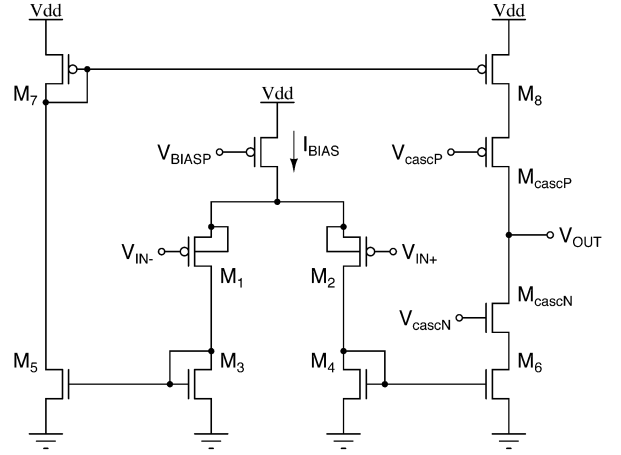 Vdd
Vdd
M7
M8
Vdd
VBIASP
IBIAS
VcascP
McascP
VOUT
VIN-
M1
M2
VIN+
McascN
VcascN
M5
M3
M4
M6